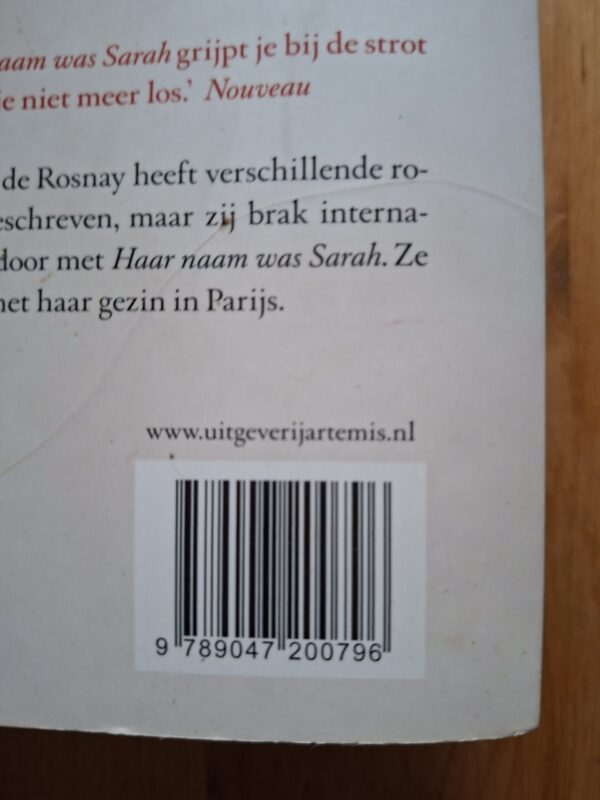 aam was Sarah grijpt je bij de strot
je niet meer los.' Nouveau
de Rosnay heeft verschillende ro-
eschreven, maar zij brak interna-
door met Haar naam was Sarah. Ze
met haar gezin in Parijs.
www.uitgeverijartemis.nl
9 789047 200796